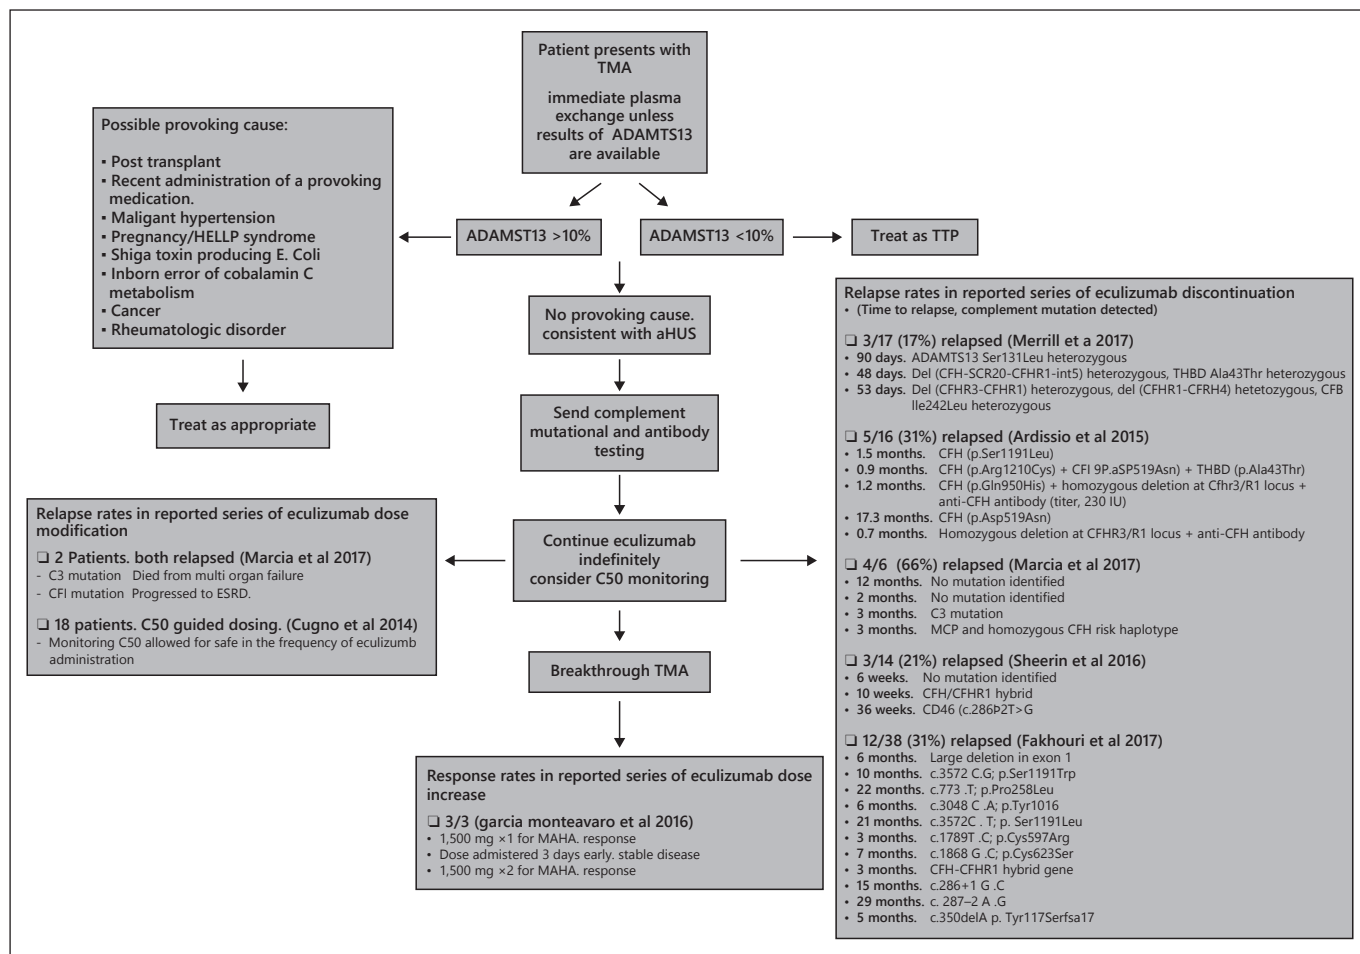 Patient presents with
TMA
immediate plasma
exchange unless
results of ADAMTS13
are available
Possible provoking cause:
▪ Post transplant
▪ Recent administration of a provoking
medication.
▪ Maligant hypertension
▪ Pregnancy/HELLP syndrome
▪ Shiga toxin producing E. Coli
▪ Inborn error of cobalamin C
metabolism
▪ Cancer
▪ Rheumatologic disorder
ADAMST13 >10%
ADAMST13 <10%
Treat as TTP
No provoking cause.
consistent with aHUS
Treat as appropriate
Send complement
mutational and antibody
testing
Relapse rates in reported series of eculizumab dose
modification
❑ 2 Patients. both relapsed (Marcia et al 2017)
- C3 mutation Died from multi organ failure
- CFI mutation Progressed to ESRD.
❑ 18 patients. C50 guided dosing. (Cugno et al 2014)
- Monitoring C50 allowed for safe in the frequency of eculizumb
administration
Continue eculizumab
indefinitely
consider C50 monitoring
Breakthrough TMA
Response rates in reported series of eculizumab dose
increase
❑ 3/3 (garcia monteavaro et al 2016)
• 1,500 mg ×1 for MAHA. response
• Dose admistered 3 days early. stable disease
• 1,500 mg ×2 for MAHA. response
Relapse rates in reported series of eculizumab discontinuation
• (Time to relapse, complement mutation detected)
❑ 3/17 (17%) relapsed (Merrill et a 2017)
• 90 days. ADAMTS13 Ser131Leu heterozygous
• 48 days. Del (CFH-SCR20-CFHR1-int5) heterozygous, THBD Ala43Thr heterozygous
• 53 days. Del (CFHR3-CFHR1) heterozygous, del (CFHR1-CFRH4) hetetozygous, CFB
Ile242Leu heterozygous
❑ 5/16 (31%) relapsed (Ardissio et al 2015)
• 1.5 months. CFH (p.Ser1191Leu)
• 0.9 months. CFH (p.Arg1210Cys) + CFI 9P.aSP519Asn) + THBD (p.Ala43Thr)
• 1.2 months. CFH (p.Gln950His) + homozygous deletion at Cfhr3/R1 locus +
anti-CFH antibody (titer, 230 IU)
• 17.3 months. CFH (p.Asp519Asn)
• 0.7 months. Homozygous deletion at CFHR3/R1 locus + anti-CFH antibody
❑ 4/6 (66%) relapsed (Marcia et al 2017)
• 12 months. No mutation identified
• 2 months. No mutation identified
• 3 months. C3 mutation
• 3 months. MCP and homozygous CFH risk haplotype
❑ 3/14 (21%) relapsed (Sheerin et al 2016)
• 6 weeks. No mutation identified
• 10 weeks. CFH/CFHR1 hybrid
• 36 weeks. CD46 (c.286Þ2T>G
❑ 12/38 (31%) relapsed (Fakhouri et al 2017)
• 6 months. Large deletion in exon 1
• 10 months. c.3572 C.G; p.Ser1191Trp
• 22 months. c.773 .T; p.Pro258Leu
• 6 months. c.3048 C .A; p.Tyr1016
• 21 months. c.3572C . T; p. Ser1191Leu
• 3 months. c.1789T .C; p.Cys597Arg
• 7 months. c.1868 G .C; p.Cys623Ser
• 3 months. CFH-CFHR1 hybrid gene
• 15 months. c.286+1 G .C
• 29 months. c. 287–2 A .G
• 5 months. c.350delA p. Tyr117Serfsa17